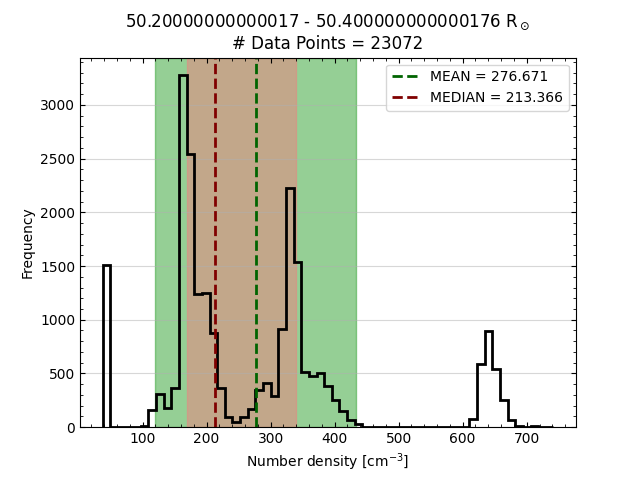 50.20000000000017 - 50.400000000000176 R⊙
# Data Points = 23072
MEAN = 276.671
MEDIAN = 213.366
Frequency
3000
2500
2000
1500
1000
500
0
100 200 300 400 500 600 700
Number density [cm⁻³]